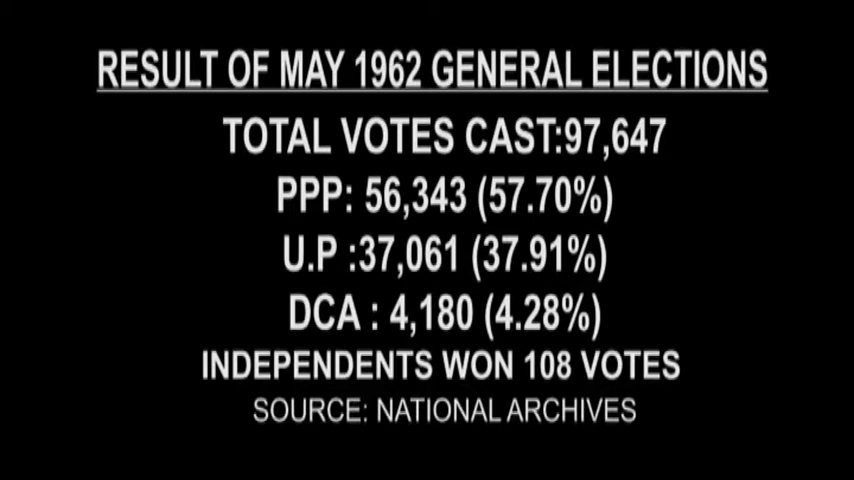 RESULT OF MAY 1962 GENERAL ELECTIONS
TOTAL VOTES CAST:97,647
PPP: 56,343 (57.70%)
U.P :37,061 (37.91%)
DCA : 4,180 (4.28%)
INDEPENDENTS WON 108 VOTES
SOURCE: NATIONAL ARCHIVES